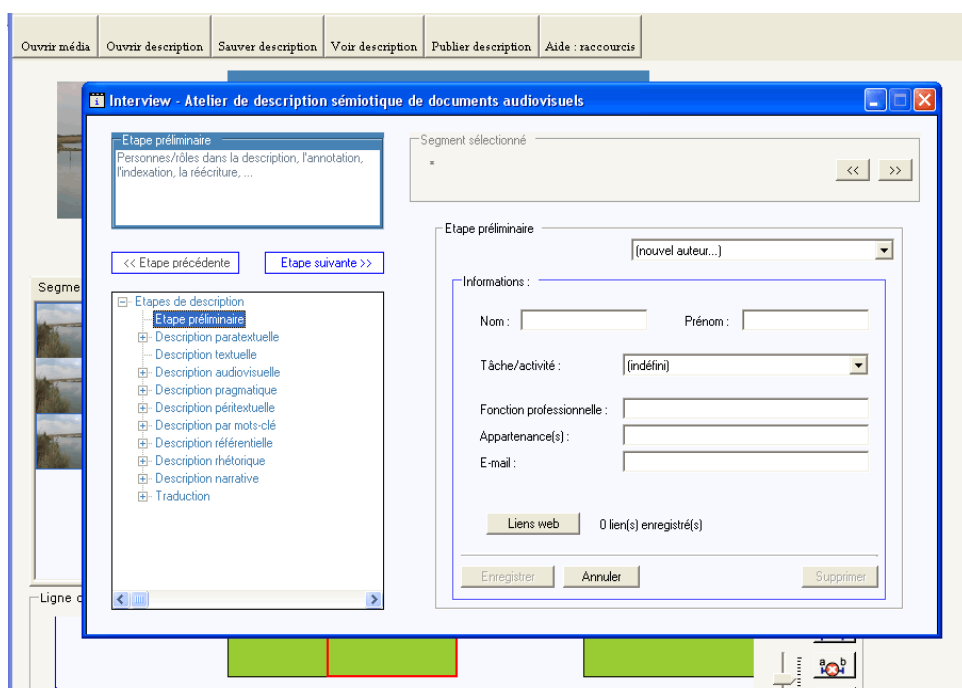 Ouvrir média
Ouvrir description
Sauver description
Voir description
Publier description
Aide : raccourcis
Interview - Atelier de description sémiotique de documents audiovisuels
Etape préliminaire
Personnes/rôles dans la description, l'annotation,
l'indexation, la réécriture, ...
Segment sélectionné
*
<<
>>
<< Etape précédente
Etape suivante >>
Etapes de description
Etape préliminaire
Description paratextuelle
Description textuelle
Description audiovisuelle
Description pragmatique
Description péritextuelle
Description par mots-clé
Description référentielle
Description rhétorique
Description narrative
Traduction
Etape préliminaire
(nouvel auteur...)
Informations :
Nom :
Prénom :
Tâche/activité :
(indéfini)
Fonction professionnelle :
Appartenance(s) :
E-mail :
Liens web
0 lien(s) enregistré(s)
Enregistrer
Annuler
Supprimer
Segme
Ligne d
a b